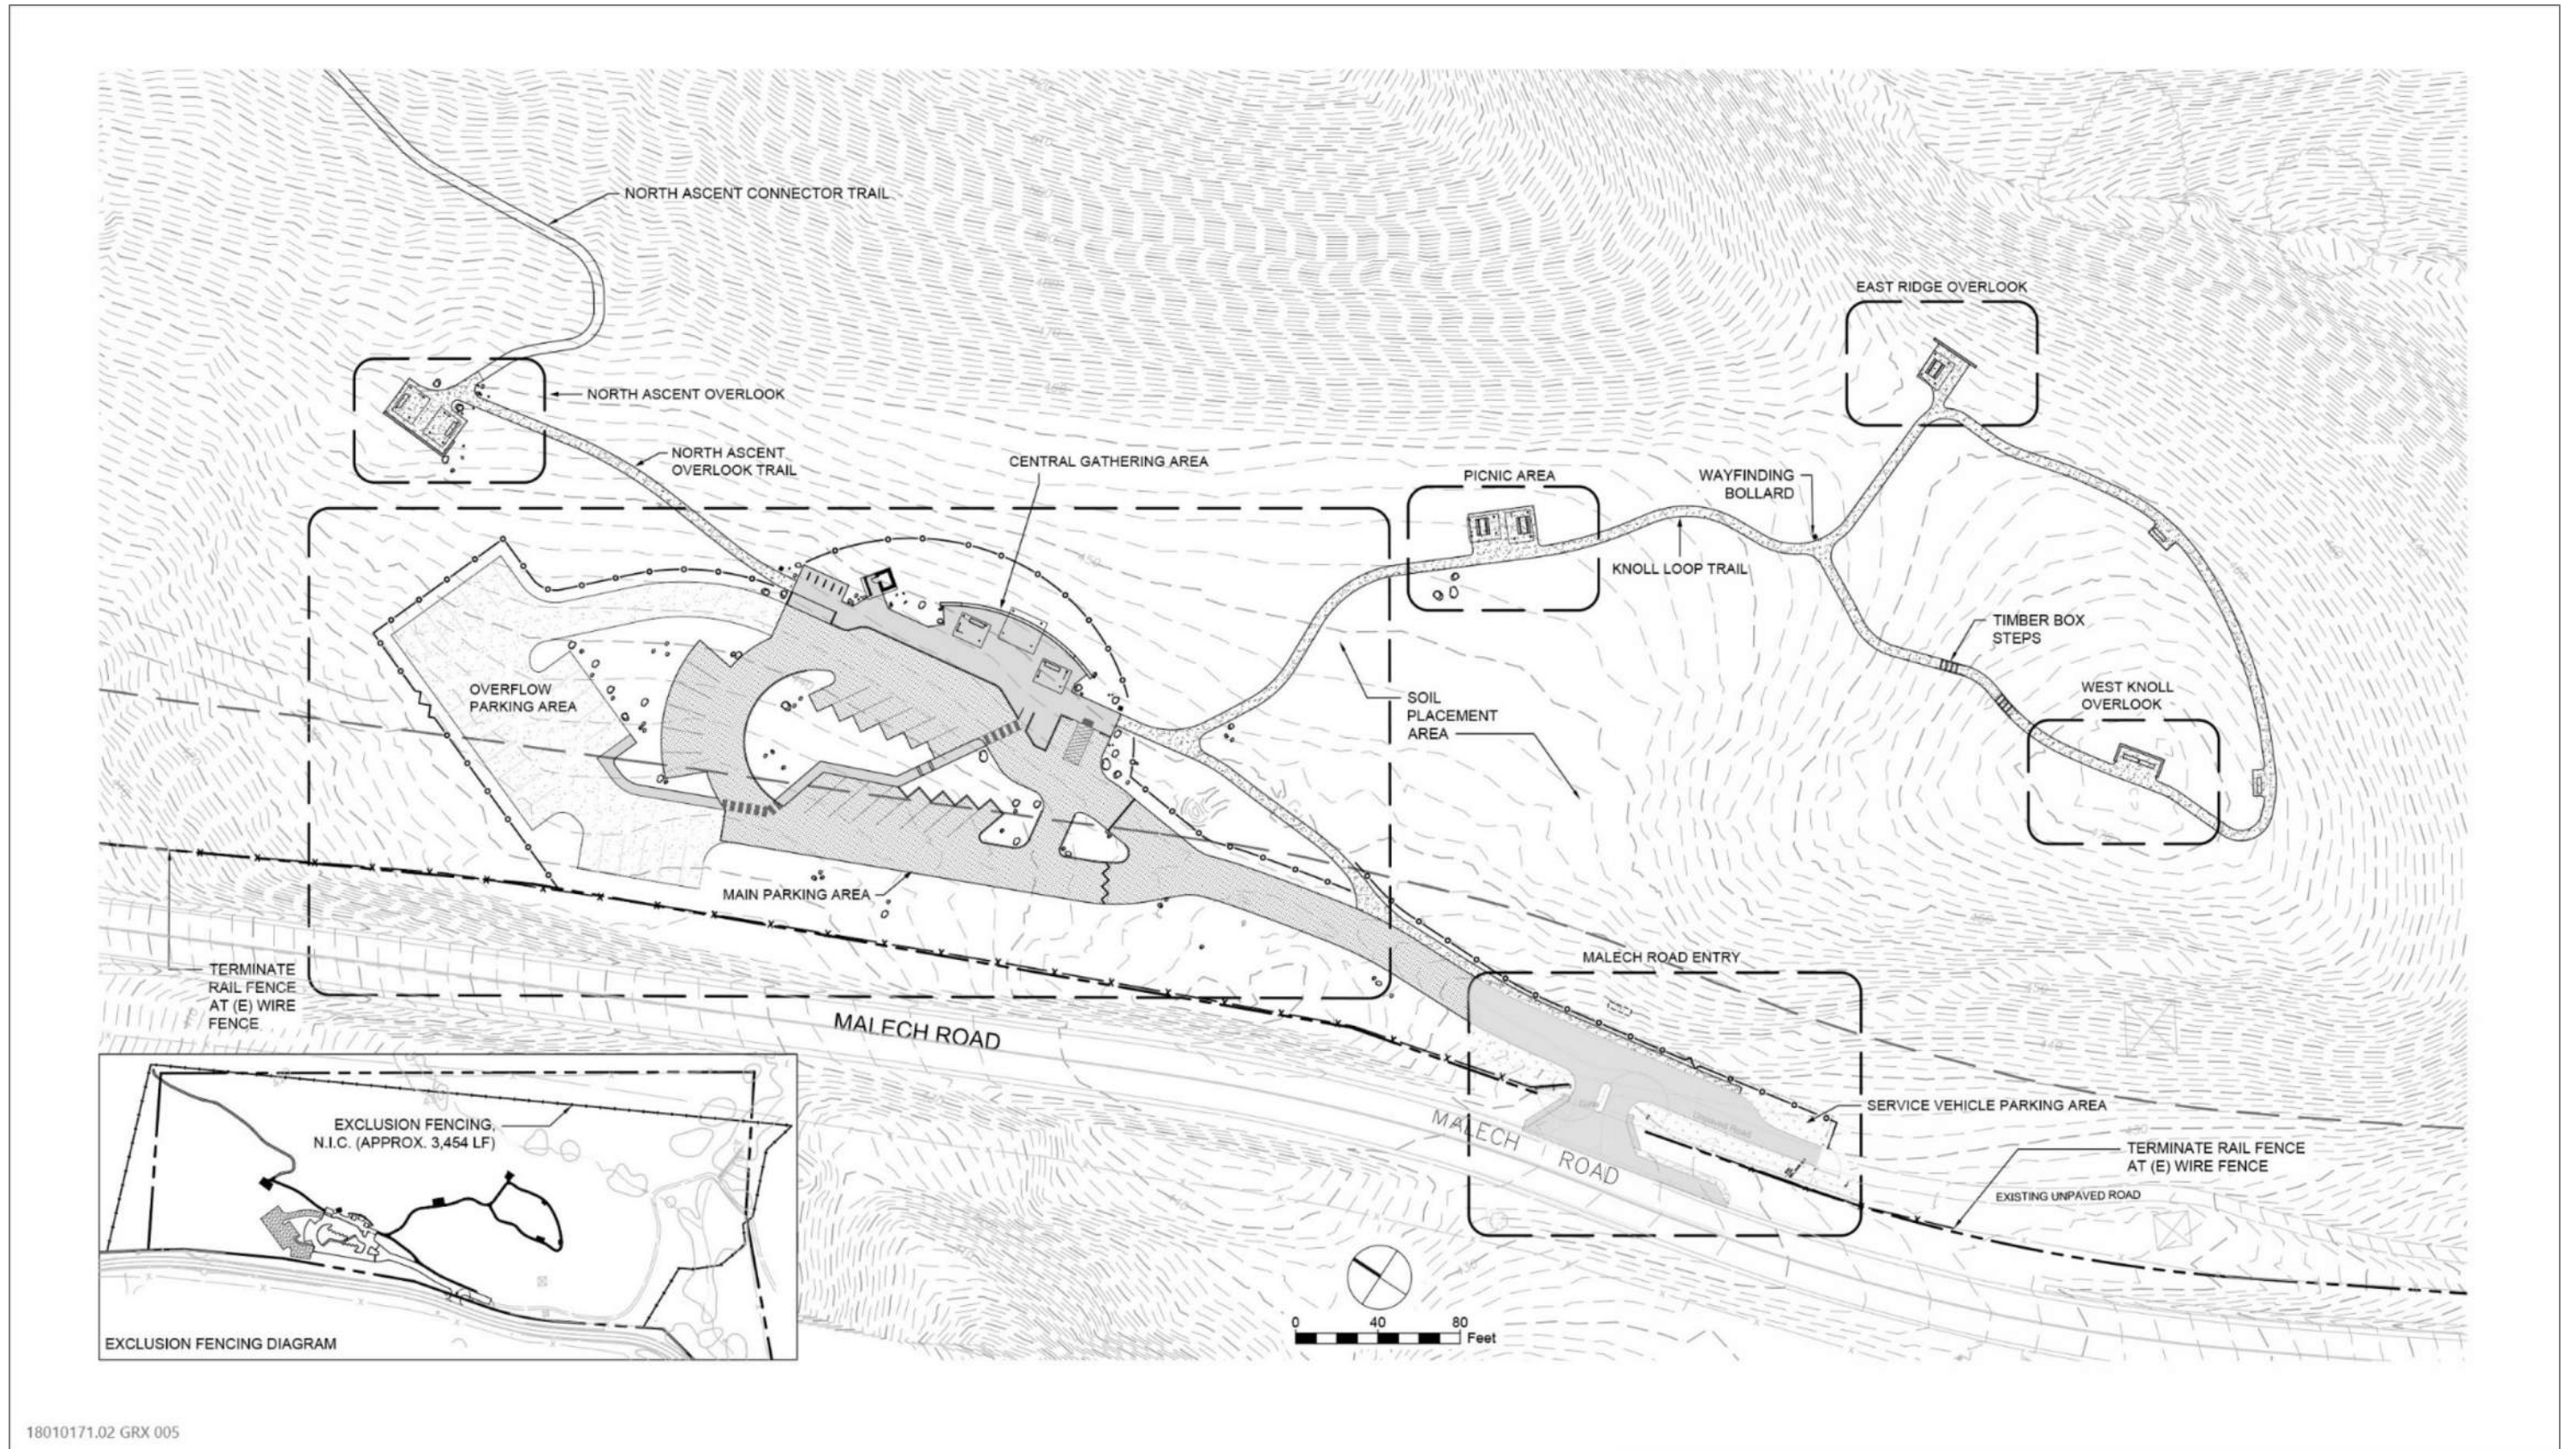 NORTH ASCENT CONNECTOR TRAIL
EAST RIDGE OVERLOOK
NORTH ASCENT OVERLOOK
NORTH ASCENT
OVERLOOK TRAIL
CENTRAL GATHERING AREA
PICNIC AREA
WAYFINDING
BOLLARD
KNOLL LOOP TRAIL
TIMBER BOX
STEPS
OVERFLOW
PARKING AREA
SOIL
PLACEMENT
AREA
WEST KNOLL
OVERLOOK
MAIN PARKING AREA
TERMINATE
RAIL FENCE
AT (E) WIRE
FENCE
MALECH ROAD
MALECH ROAD ENTRY
MALECH ROAD
SERVICE VEHICLE PARKING AREA
TERMINATE RAIL FENCE
AT (E) WIRE FENCE
EXISTING UNPAVED ROAD
EXCLUSION FENCING,
N.I.C. (APPROX. 3,454 LF)
EXCLUSION FENCING DIAGRAM
0 40 80
Feet
450
470
18010171.02 GRX 005